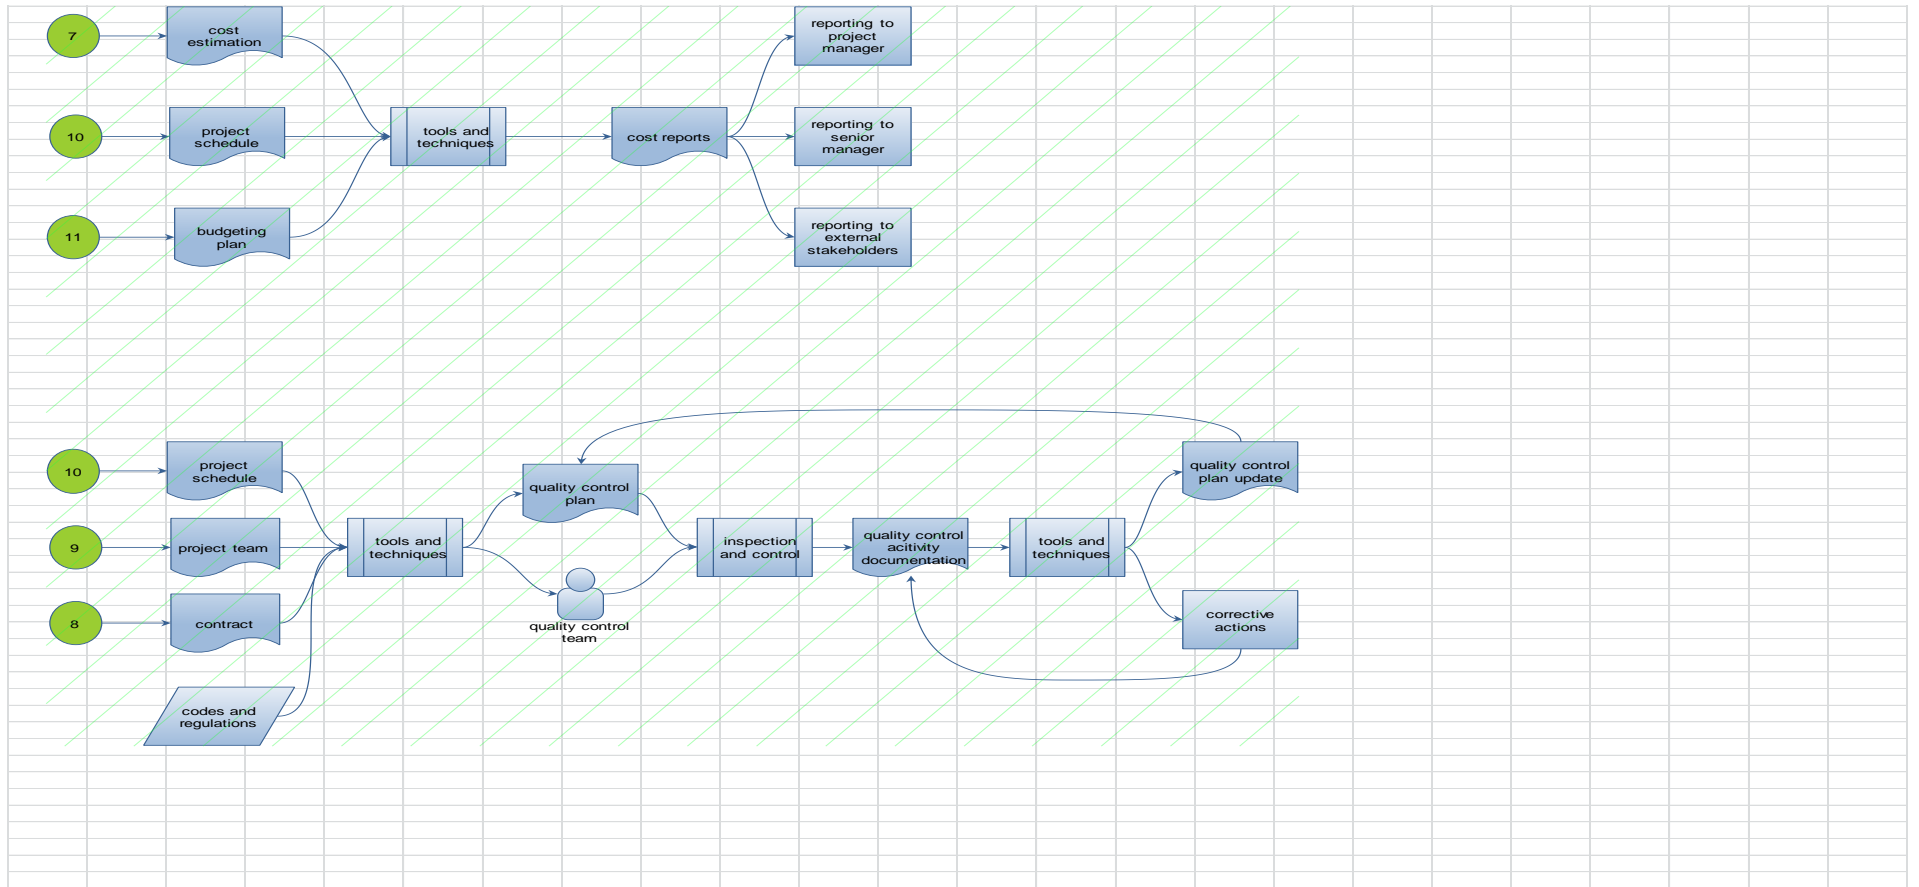 7
cost
estimation
reporting to
project
manager
10
project
schedule
tools and
techniques
cost reports
reporting to
senior
manager
11
budgeting
plan
reporting to
external
stakeholders
10
project
schedule
quality control
plan
quality control
plan update
9
project team
tools and
techniques
inspection
and control
quality control
acitivity
documentation
tools and
techniques
8
contract
quality control
team
corrective
actions
codes and
regulations